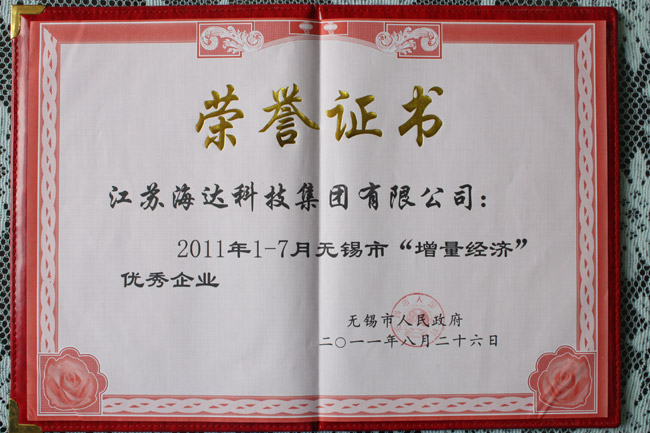 荣誉证书
江苏海达科技集团有限公司：
2011年1-7月无锡市“增量经济”
优秀企业
无锡市人民政府
二〇一一年八月二十六日